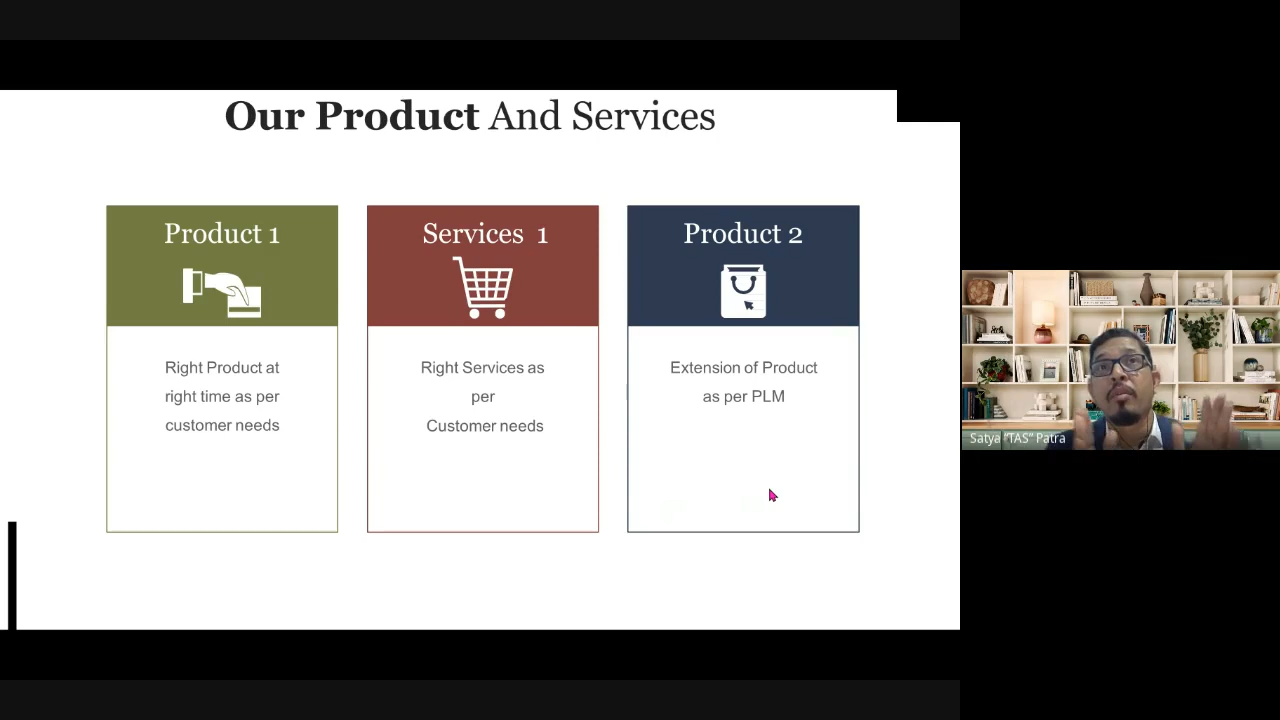 Our Product And Services
Product 1
Right Product at
right time as per
customer needs
Services 1
Right Services as
per
Customer needs
Product 2
Extension of Product
as per PLM
Satya "TAS" Patra